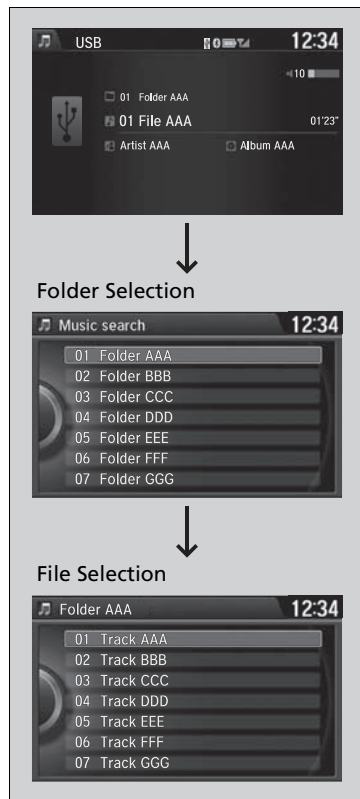 USB 12:34
10
01 Folder AAA
01 File AAA 01'23"
Artist AAA Album AAA
Folder Selection
Music search 12:34
01 Folder AAA
02 Folder BBB
03 Folder CCC
04 Folder DDD
05 Folder EEE
06 Folder FFF
07 Folder GGG
File Selection
Folder AAA 12:34
01 Track AAA
02 Track BBB
03 Track CCC
04 Track DDD
05 Track EEE
06 Track FFF
07 Track GGG